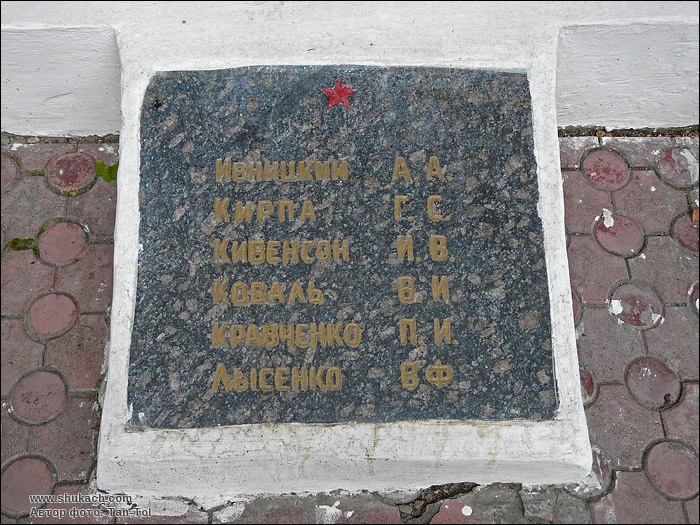 Ивницкий А. А.
Кирпа Г. С.
Кивенсон И. В.
Коваль В. И.
Кравченко П. И.
Лысенко В Ф
www.shukach.com
Автор фото: Tan-Tol